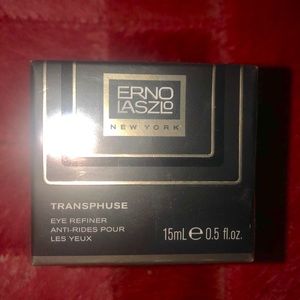 ERNO
LASZLO
NEW YORK
TRANSPHUSE
EYE REFINER
ANTI-RIDES POUR
LES YEUX
15mL e 0.5 fl.oz.